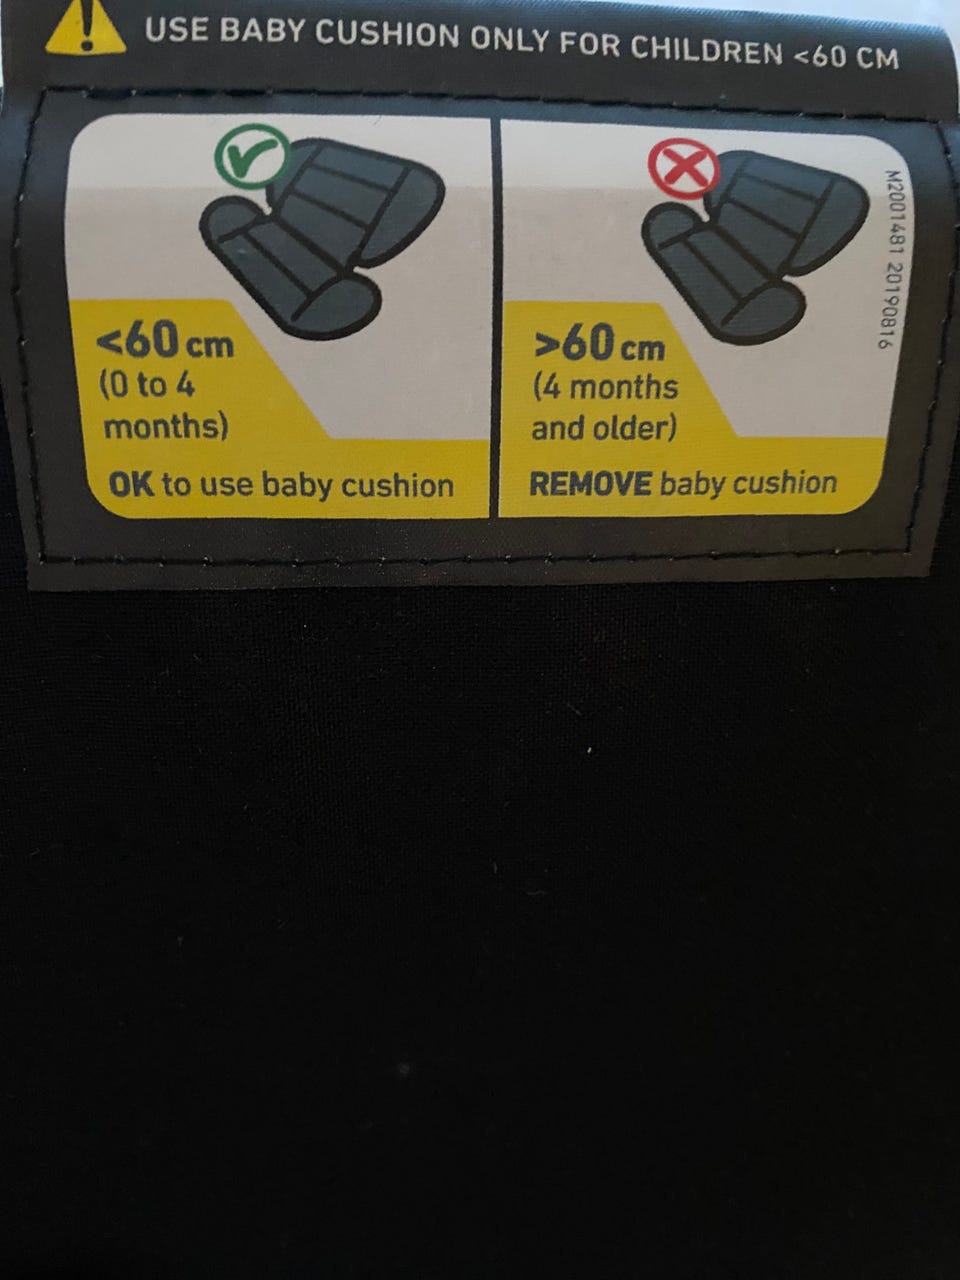 USE BABY CUSHION ONLY FOR CHILDREN <60 CM
<60 cm
(0 to 4
months)
OK to use baby cushion
>60 cm
(4 months
and older)
REMOVE baby cushion
M2001481 20190816